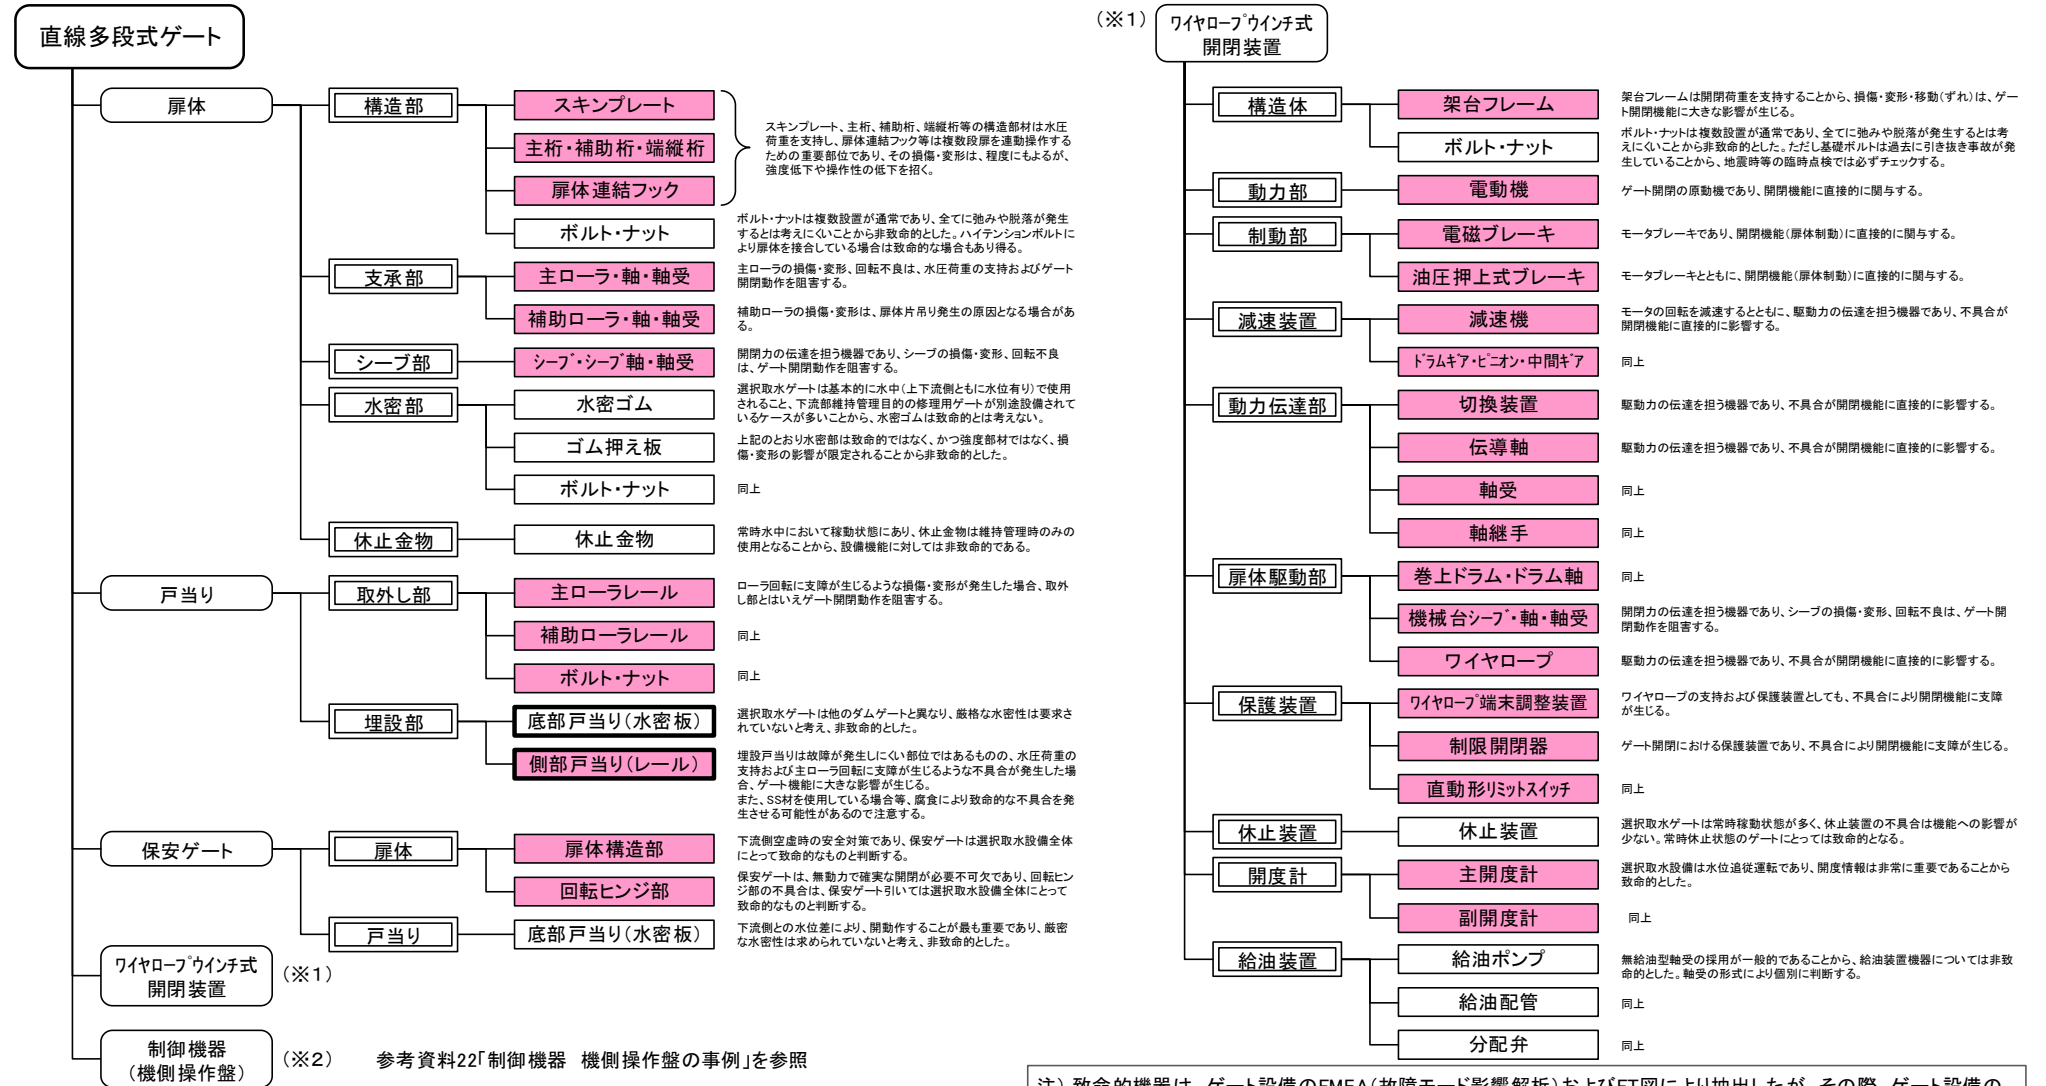 直線多段式ゲート
扉体
構造部
スキンプレート
主桁・補助桁・端縦桁
扉体連結フック
スキンプレート、主桁、補助桁、端縦桁等の構造部材は水圧
荷重を支持し、扉体連結フック等は複数段扉を連動操作する
ための重要部位であり、その損傷・変形は、程度にもよるが、
強度低下や操作性の低下を招く。
ボルト・ナット
ボルト・ナットは複数設置が通常であり、全てに弛みや脱落が発生
するとは考えにくいことから非致命的とした。ハイテンションボルトに
より扉体を接合している場合は致命的な場合もあり得る。
支承部
主ローラ・軸・軸受
主ローラの損傷・変形、回転不良は、水圧荷重の支持およびゲート
開閉動作を阻害する。
補助ローラ・軸・軸受
補助ローラの損傷・変形は、扉体片吊り発生の原因となる場合があ
る。
シーブ部
シーブ・シーブ軸・軸受
開閉力の伝達を担う機器であり、シーブの損傷・変形、回転不良
は、ゲート開閉動作を阻害する。
水密部
水密ゴム
選択取水ゲートは基本的に水中(上下流側ともに水位有り)で使用
されること、下流部維持管理目的の修理用ゲートが別途設備されて
いるケースが多いことから、水密ゴムは致命的とは考えない。
ゴム押え板
上記のとおり水密部は致命的ではなく、かつ強度部材ではなく、損
傷・変形の影響が限定されることから非致命的とした。
ボルト・ナット
同上
休止金物
休止金物
常時水中において稼動状態にあり、休止金物は維持管理時のみの
使用となることから、設備機能に対しては非致命的である。
戸当り
取外し部
主ローラレール
ローラ回転に支障が生じるような損傷・変形が発生した場合、取外
し部とはいえゲート開閉動作を阻害する。
補助ローラレール
同上
ボルト・ナット
同上
埋設部
底部戸当り(水密板)
選択取水ゲートは他のダムゲートと異なり、厳格な水密性は要求さ
れていないと考え、非致命的とした。
側部戸当り(レール)
埋設戸当りは故障が発生しにくい部位ではあるものの、水圧荷重の
支持および主ローラ回転に支障が生じるような不具合が発生した場
合、ゲート機能に大きな影響が生じる。
また、SS材を使用している場合等、腐食により致命的な不具合を発
生させる可能性があるので注意する。
保安ゲート
扉体
扉体構造部
下流側空虚時の安全対策であり、保安ゲートは選択取水設備全体
にとって致命的なものと判断する。
回転ヒンジ部
保安ゲートは、無動力で確実な開閉が必要不可欠であり、回転ヒン
ジ部の不具合は、保安ゲート引いては選択取水設備全体にとって
致命的なものと判断する。
戸当り
底部戸当り(水密板)
下流側との水位差により、開動作することが最も重要であり、厳密
な水密性は求められていないと考え、非致命的とした。
ワイヤロープウインチ式
開閉装置
(※1)
制御機器
(機側操作盤)
(※2) 参考資料22「制御機器 機側操作盤の事例」を参照
(※1)
ワイヤロープウインチ式
開閉装置
構造体
架台フレーム
架台フレームは開閉荷重を支持することから、損傷・変形・移動(ずれ)は、ゲー
ト開閉機能に大きな影響が生じる。
ボルト・ナット
ボルト・ナットは複数設置が通常であり、全てに弛みや脱落が発生するとは考
えにくいことから非致命的とした。ただし基礎ボルトは過去に引き抜き事故が発
生していることから、地震時等の臨時点検では必ずチェックする。
動力部
電動機
ゲート開閉の原動機であり、開閉機能に直接的に関与する。
制動部
電磁ブレーキ
モータブレーキであり、開閉機能(扉体制動)に直接的に関与する。
油圧押上式ブレーキ
モータブレーキとともに、開閉機能(扉体制動)に直接的に関与する。
減速装置
減速機
モータの回転を減速するとともに、駆動力の伝達を担う機器であり、不具合が
開閉機能に直接的に影響する。
ドラムギア・ピニオン・中間ギア
同上
動力伝達部
切換装置
駆動力の伝達を担う機器であり、不具合が開閉機能に直接的に影響する。
伝導軸
駆動力の伝達を担う機器であり、不具合が開閉機能に直接的に影響する。
軸受
同上
軸継手
同上
扉体駆動部
巻上ドラム・ドラム軸
同上
機械台シーブ・軸・軸受
開閉力の伝達を担う機器であり、シーブの損傷・変形、回転不良は、ゲート開
閉動作を阻害する。
ワイヤロープ
駆動力の伝達を担う機器であり、不具合が開閉機能に直接的に影響する。
保護装置
ワイヤロープ端末調整装置
ワイヤロープの支持および保護装置としても、不具合により開閉機能に支障
が生じる。
制限開閉器
ゲート開閉における保護装置であり、不具合により開閉機能に支障が生じる。
直動形リミットスイッチ
同上
休止装置
休止装置
選択取水ゲートは常時稼動状態が多く、休止装置の不具合は機能への影響が
少ない。常時休止状態のゲートにとっては致命的となる。
開度計
主開度計
選択取水設備は水位追従運転であり、開度情報は非常に重要であることから
致命的とした。
副開度計
同上
給油装置
給油ポンプ
無給油型軸受の採用が一般的であることから、給油装置機器については非致
命的とした。軸受の形式により個別に判断する。
給油配管
同上
分配弁
同上
注) 致命的機器は、ゲート設備のFMEA(故障モード影響解析)およびFT図により抽出したが、その際、ゲート設備の